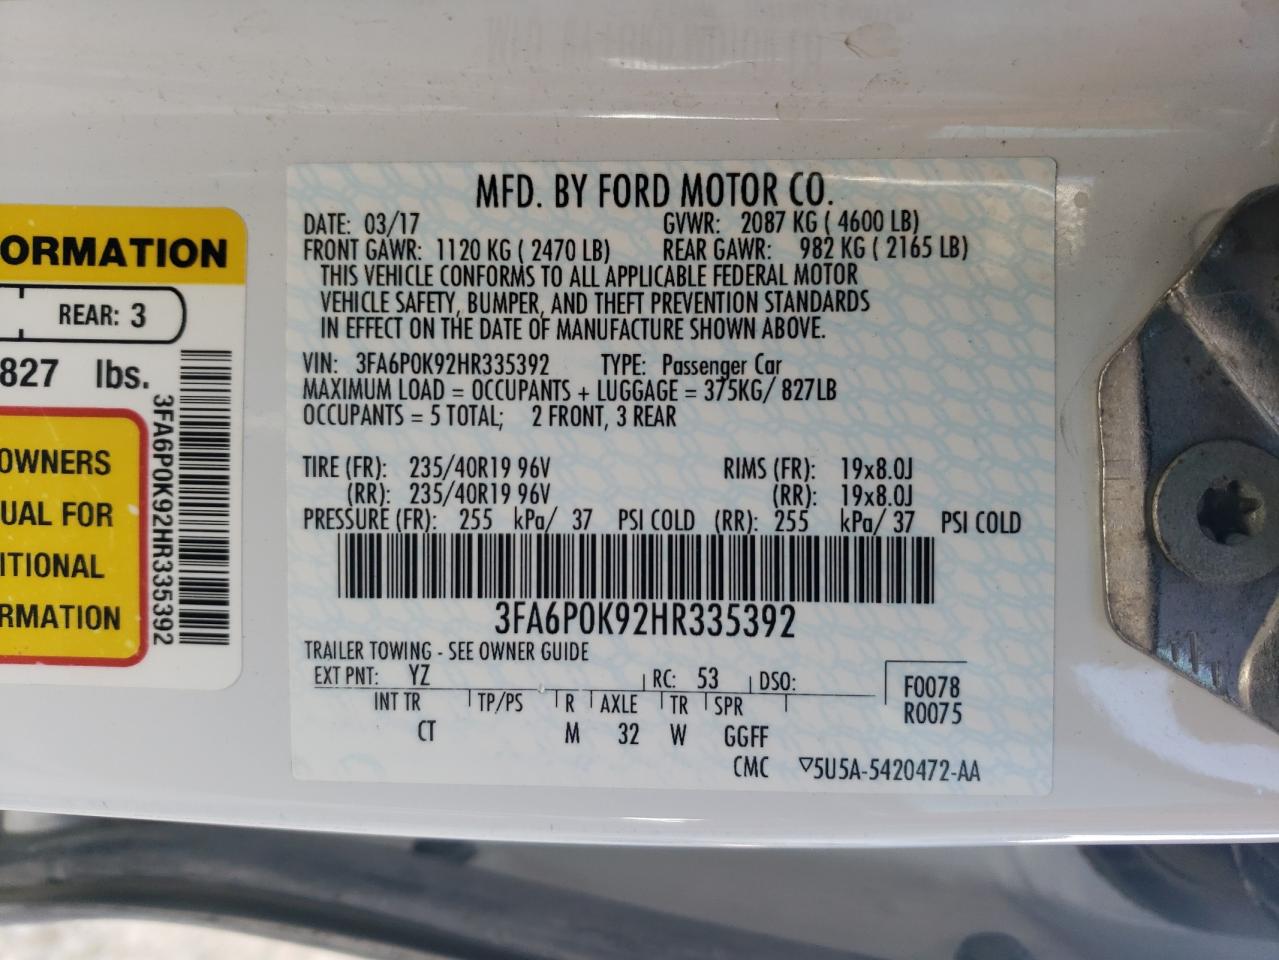 MFD. BY FORD MOTOR CO.
DATE: 03/17 GVWR: 2087 KG ( 4600 LB)
FRONT GAWR: 1120 KG ( 2470 LB) REAR GAWR: 982 KG ( 2165 LB)
THIS VEHICLE CONFORMS TO ALL APPLICABLE FEDERAL MOTOR
VEHICLE SAFETY, BUMPER, AND THEFT PREVENTION STANDARDS
IN EFFECT ON THE DATE OF MANUFACTURE SHOWN ABOVE.
VIN: 3FA6P0K92HR335392 TYPE: Passenger Car
MAXIMUM LOAD = OCCUPANTS + LUGGAGE = 375KG/ 827LB
OCCUPANTS = 5 TOTAL; 2 FRONT, 3 REAR
TIRE (FR): 235/40R19 96V RIMS (FR): 19x8.0J
(RR): 235/40R19 96V (RR): 19x8.0J
PRESSURE (FR): 255 kPa/ 37 PSI COLD (RR): 255 kPa/ 37 PSI COLD
3FA6P0K92HR335392
TRAILER TOWING - SEE OWNER GUIDE
EXT PNT: YZ RC: 53 DSO:
INT TR TP/PS R AXLE TR SPR
CT M 32 W GGFF
F0078
R0075
CMC ▽5U5A-5420472-AA
ORMATION
REAR: 3
827 lbs.
OWNERS
UAL FOR
ITIONAL
RMATION
3FA6P0K92HR335392